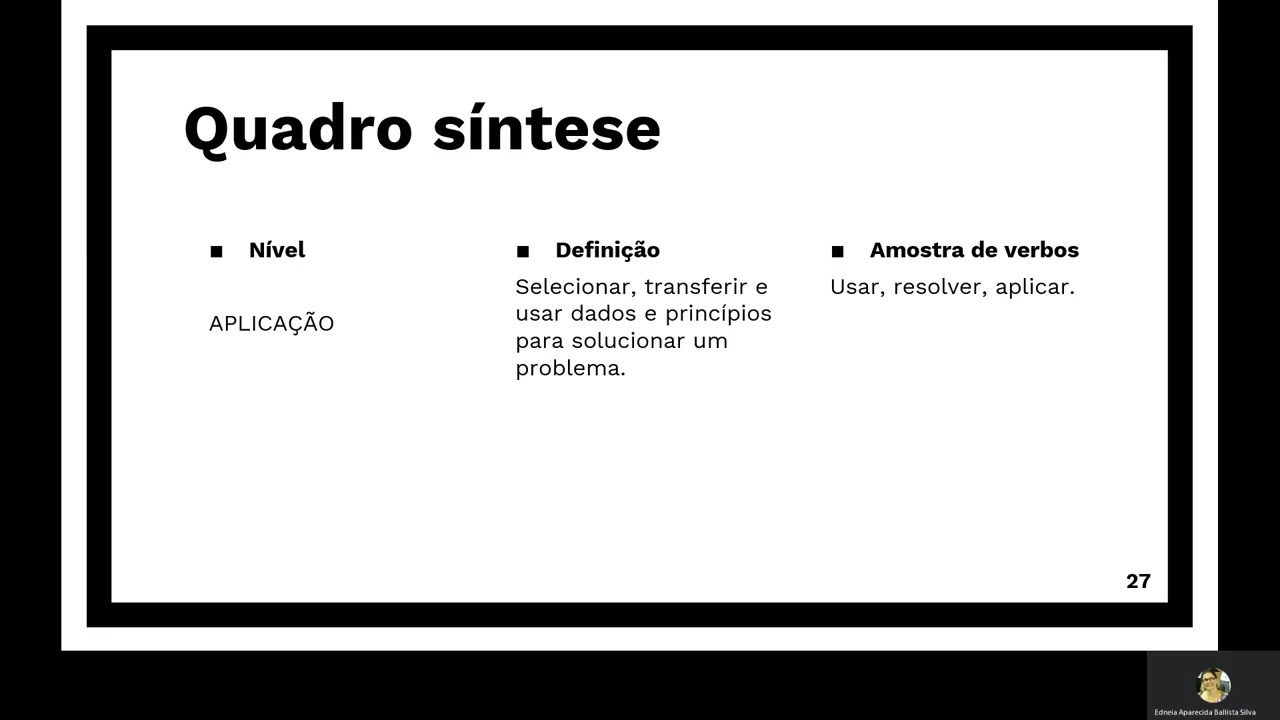 Quadro síntese
▪ Nível
APLICAÇÃO
▪ Definição
Selecionar, transferir e
usar dados e princípios
para solucionar um
problema.
▪ Amostra de verbos
Usar, resolver, aplicar.
27
Edneia Aparecida Ballista Silva